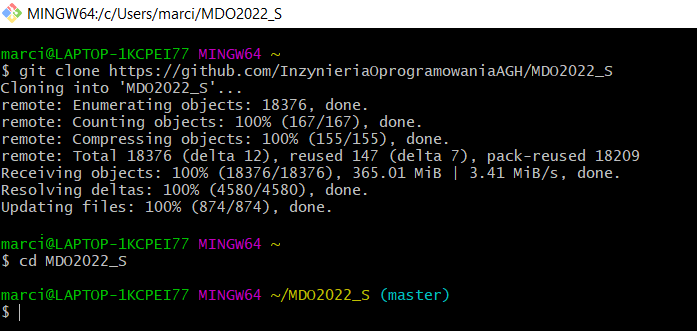 MINGW64:/c/Users/marci/MDO2022_S
marci@LAPTOP-1KCPEI77 MINGW64 ~
$ git clone https://github.com/InzynieriaOprogramowaniaAGH/MDO2022_S
Cloning into 'MDO2022_S'...
remote: Enumerating objects: 18376, done.
remote: Counting objects: 100% (167/167), done.
remote: Compressing objects: 100% (155/155), done.
remote: Total 18376 (delta 12), reused 147 (delta 7), pack-reused 18209
Receiving objects: 100% (18376/18376), 365.01 MiB | 3.41 MiB/s, done.
Resolving deltas: 100% (4580/4580), done.
Updating files: 100% (874/874), done.
marci@LAPTOP-1KCPEI77 MINGW64 ~
$ cd MDO2022_S
marci@LAPTOP-1KCPEI77 MINGW64 ~/MDO2022_S (master)
$